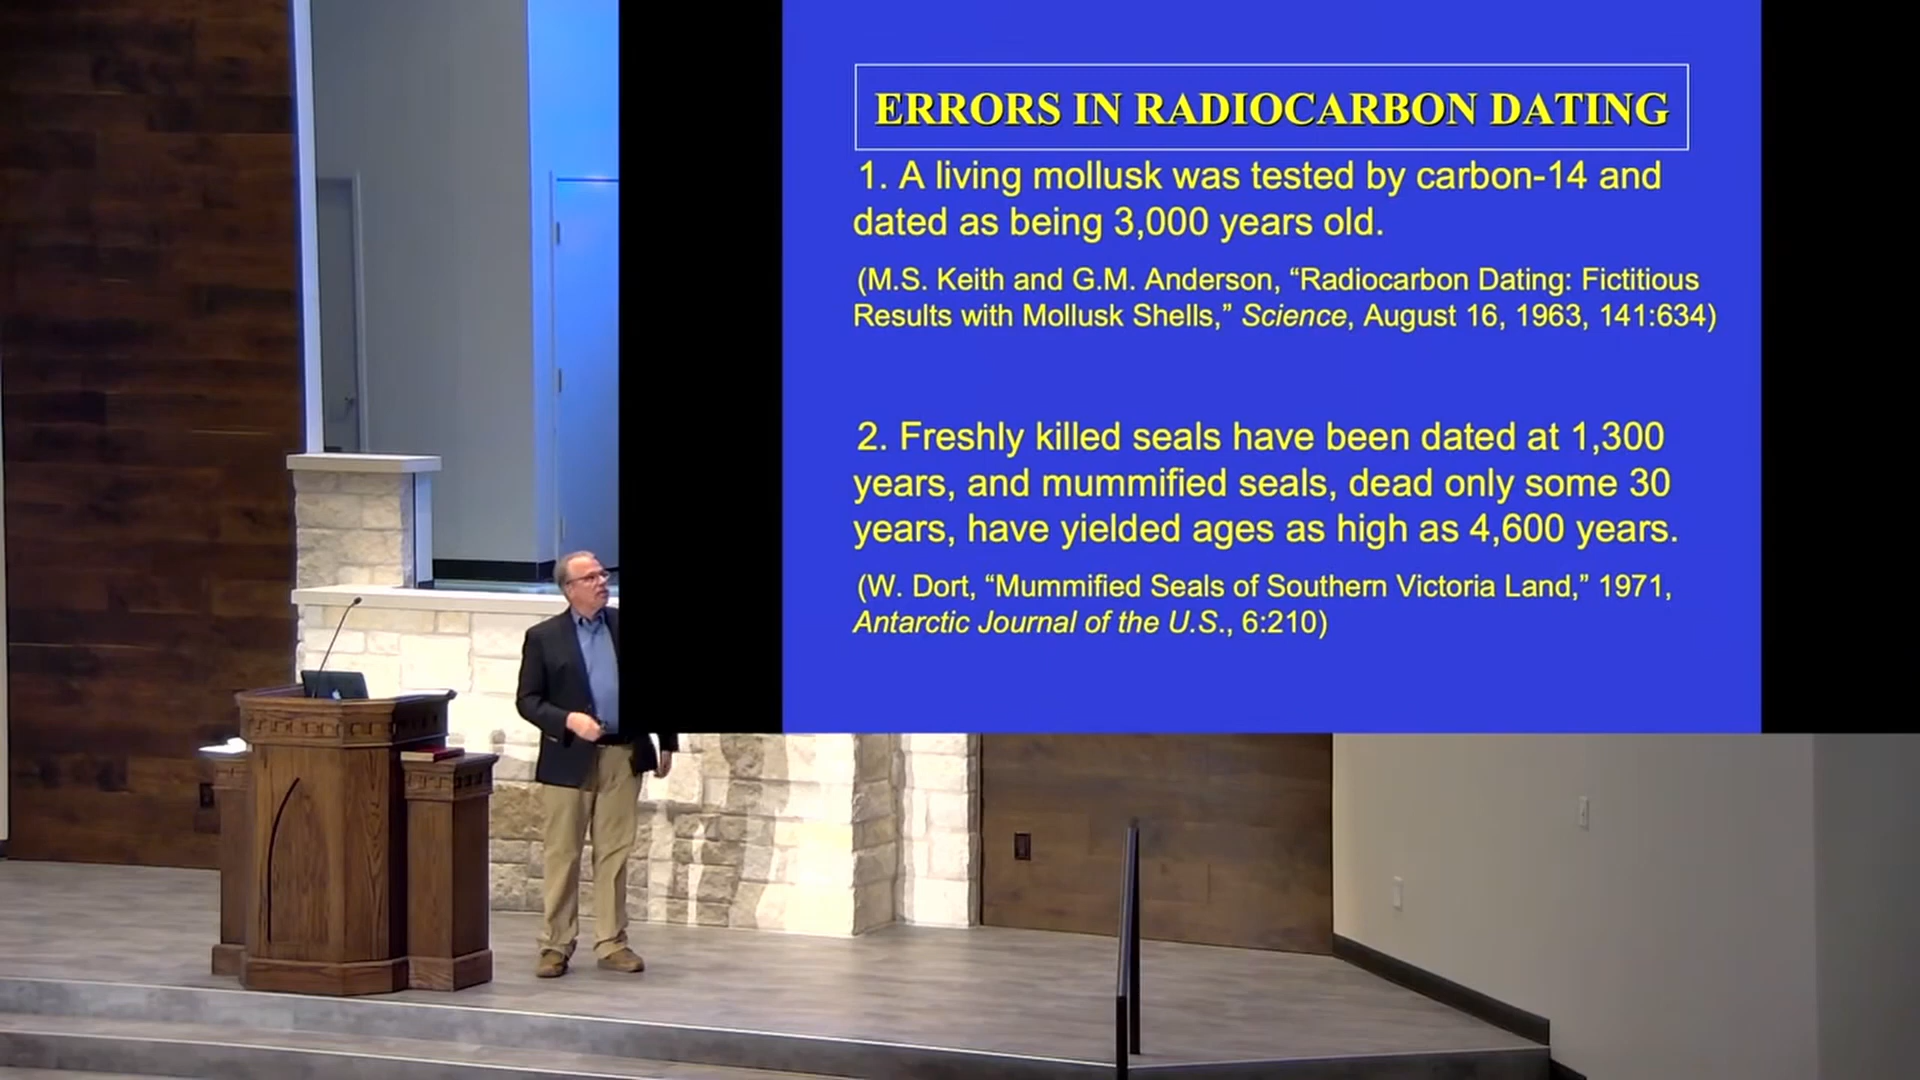 ERRORS IN RADIOCARBON DATING
1. A living mollusk was tested by carbon-14 and
dated as being 3,000 years old.
(M.S. Keith and G.M. Anderson, “Radiocarbon Dating: Fictitious
Results with Mollusk Shells,” Science, August 16, 1963, 141:634)
2. Freshly killed seals have been dated at 1,300
years, and mummified seals, dead only some 30
years, have yielded ages as high as 4,600 years.
(W. Dort, “Mummified Seals of Southern Victoria Land,” 1971,
Antarctic Journal of the U.S., 6:210)